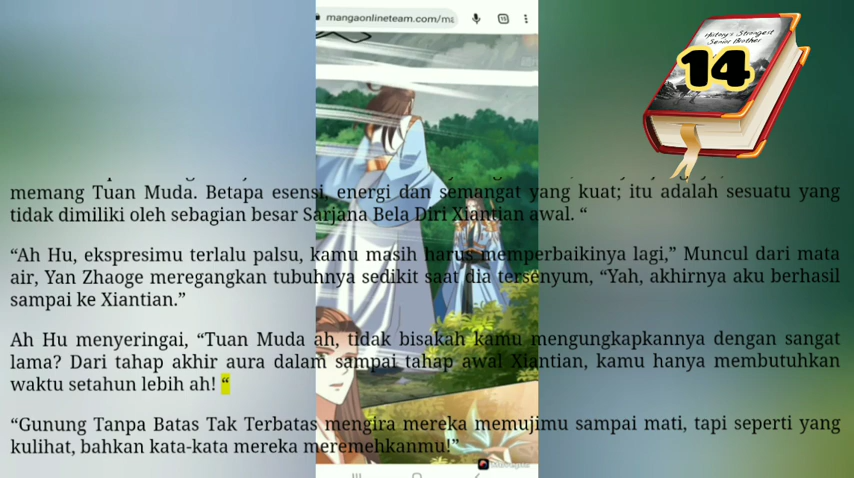 mangaonlineteam.com/ma
History's Strongest
Senior Brother
14
memang Tuan Muda. Betapa esensi, energi dan semangat yang kuat; itu adalah sesuatu yang
tidak dimiliki oleh sebagian besar Sarjana Bela Diri Xiantian awal. “
“Ah Hu, ekspresimu terlalu palsu, kamu masih harus memperbaikinya lagi,” Muncul dari mata
air, Yan Zhaoge meregangkan tubuhnya sedikit saat dia tersenyum, “Yah, akhirnya aku berhasil
sampai ke Xiantian.”
Ah Hu menyeringai, “Tuan Muda ah, tidak bisakah kamu mengungkapkannya dengan sangat
lama? Dari tahap akhir aura dalam sampai tahap awal Xiantian, kamu hanya membutuhkan
waktu setahun lebih ah! “
“Gunung Tanpa Batas Tak Terbatas mengira mereka memujimu sampai mati, tapi seperti yang
kulihat, bahkan kata-kata mereka meremehkanmu!”